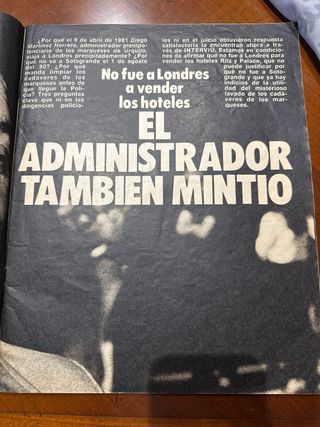 ¿Por qué el 9 de abril de 1981 Diego
Martínez Herrera, administrador plenipo-
tenciario de los marqueses de Urquijo,
viaja a Londres precipitadamente? ¿Por
qué no va a Sotogrande el 1 de agosto
del 80? ¿Por qué
manda limpiar los
cadáveres de los
marqueses antes de
que llegue la Poli-
cía? Tres preguntas
clave que ni en las
diligencias policia-
les ni en el juicio obtuvieron respuesta
satisfactoria la encuentran ahora a tra-
vés de INTERVIU. Estamos en condicio-
nes de afirmar que no fue a Londres para
vender los hoteles Ritz y Palace, que no
puede justificar por
qué no fue a Soto-
grande y que ya hay
indicios de la utili-
dad del misterioso
lavado de los cadá-
veres de los mar-
queses.
No fue a Londres
a vender
los hoteles
EL
ADMINISTRADOR
TAMBIEN MINTIO